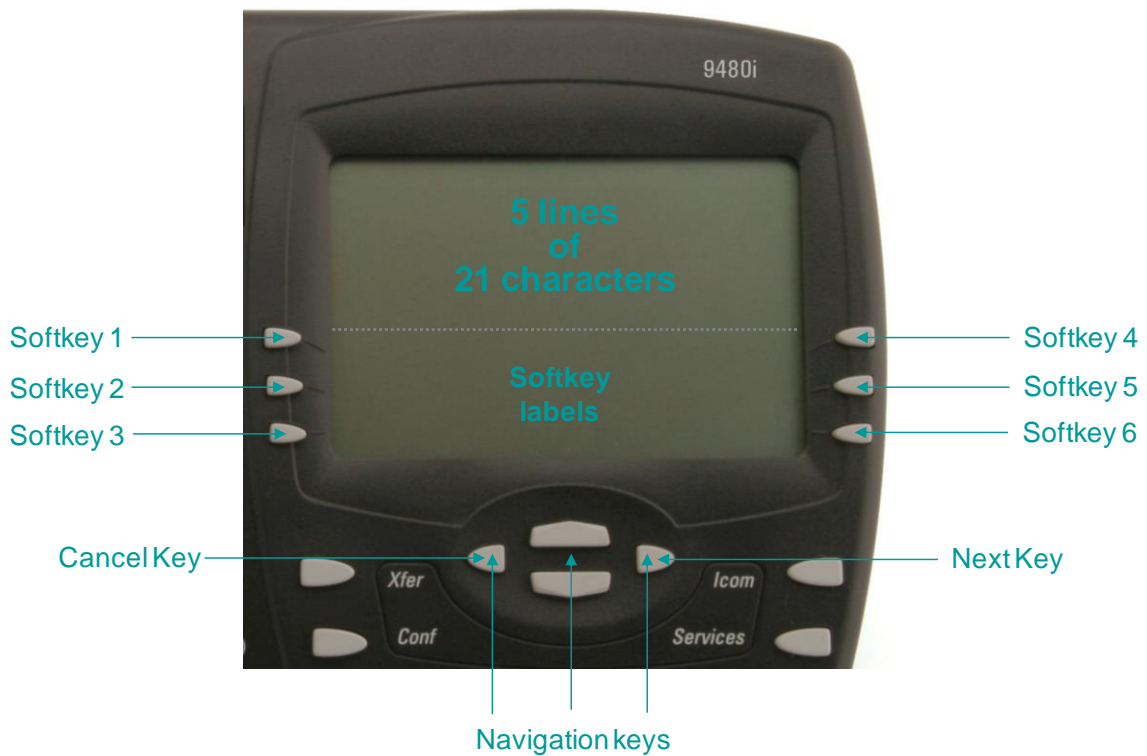 9480i
5 lines
of
21 characters
Softkey 1
Softkey 4
Softkey 2
Softkey 5
Softkey
labels
Softkey 3
Softkey 6
Cancel Key
Next Key
Xfer
Icom
Conf
Services
Navigation keys